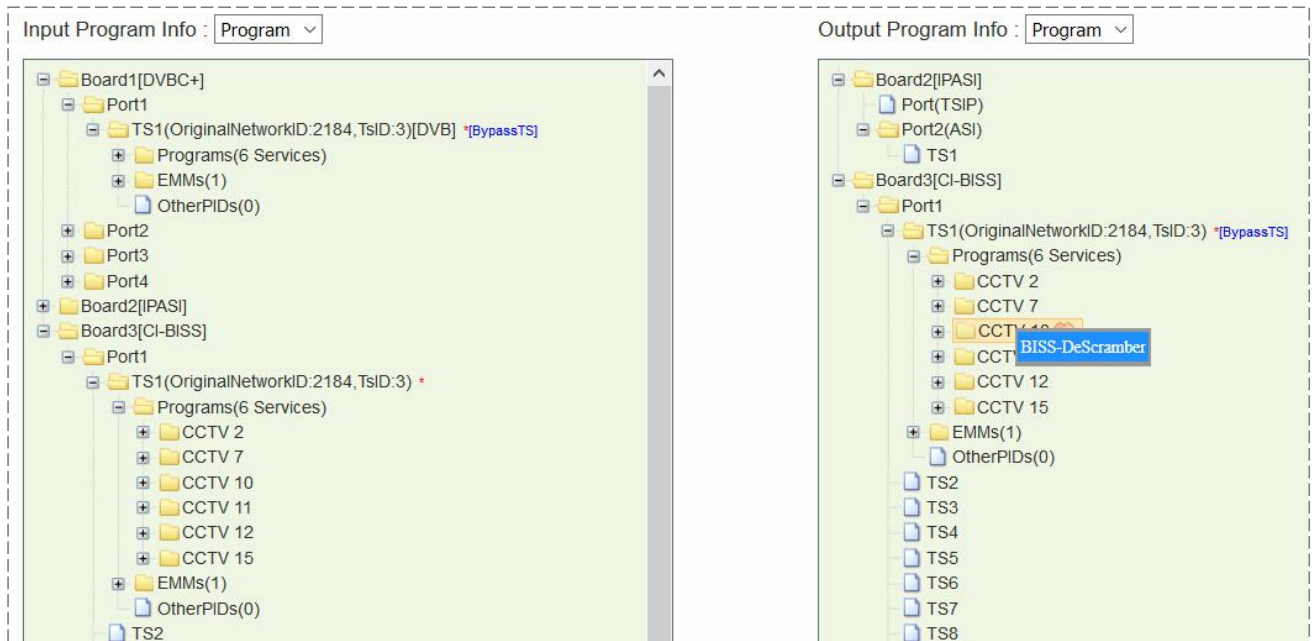 Input Program Info : Program
Board1[DVBC+]
Port1
TS1(OriginalNetworkID:2184,TsID:3)[DVB] *[BypassTS]
Programs(6 Services)
EMMs(1)
OtherPIDs(0)
Port2
Port3
Port4
Board2[IPASI]
Board3[CI-BISS]
Port1
TS1(OriginalNetworkID:2184,TsID:3) *
Programs(6 Services)
CCTV 2
CCTV 7
CCTV 10
CCTV 11
CCTV 12
CCTV 15
EMMs(1)
OtherPIDs(0)
TS2
Output Program Info : Program
Board2[IPASI]
Port(TSIP)
Port2(ASI)
TS1
Board3[CI-BISS]
Port1
TS1(OriginalNetworkID:2184,TsID:3) *[BypassTS]
Programs(6 Services)
CCTV 2
CCTV 7
BISS-DeScramber
CCTV 12
CCTV 15
EMMs(1)
OtherPIDs(0)
TS2
TS3
TS4
TS5
TS6
TS7
TS8